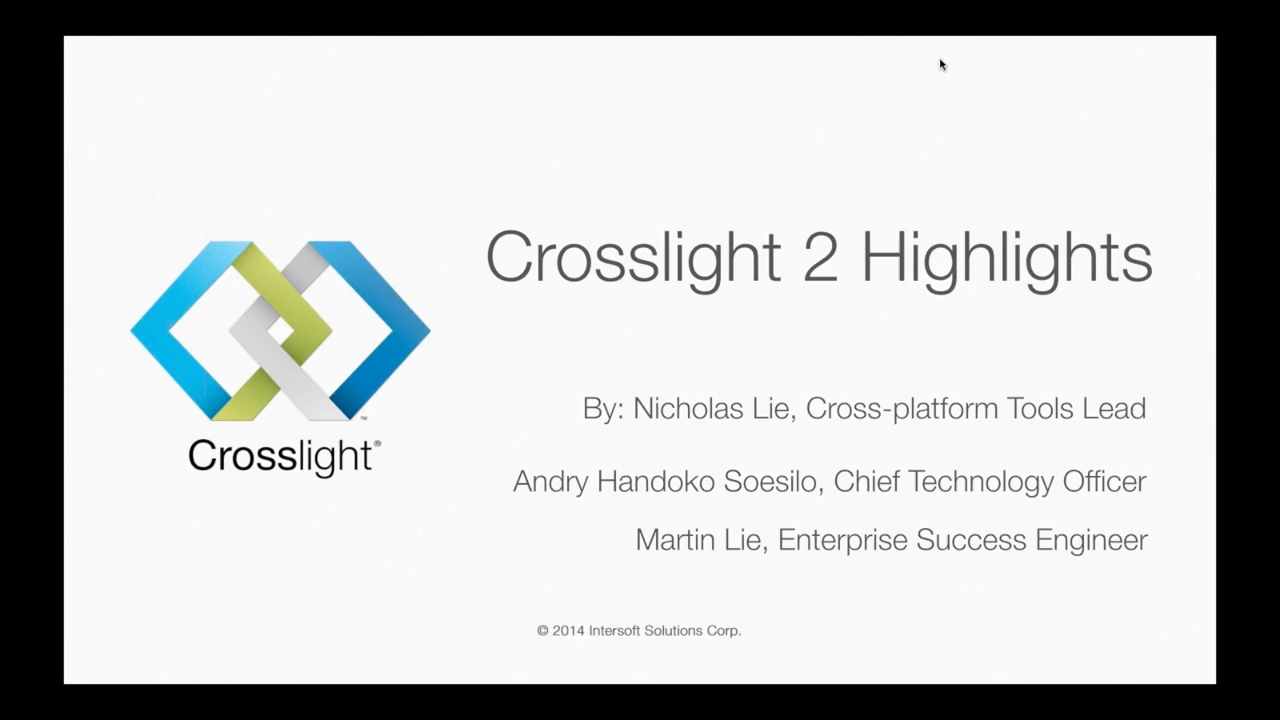 Crosslight 2 Highlights
™
Crosslight®
By: Nicholas Lie, Cross-platform Tools Lead
Andry Handoko Soesilo, Chief Technology Officer
Martin Lie, Enterprise Success Engineer
© 2014 Intersoft Solutions Corp.